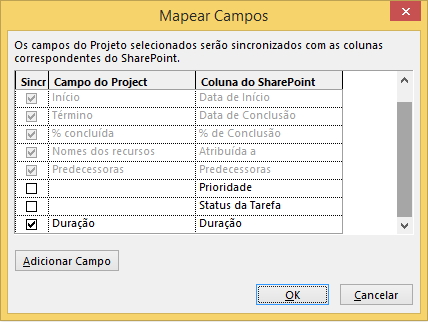 Mapear Campos
Os campos do Projeto selecionados serão sincronizados com as colunas
correspondentes do SharePoint.
Sincr Campo do Project Coluna do SharePoint
Início Data de Início
Término Data de Conclusão
% concluída % de Conclusão
Nomes dos recursos Atribuída a
Predecessoras Predecessoras
Prioridade
Status da Tarefa
Duração Duração
Adicionar Campo
OK Cancelar